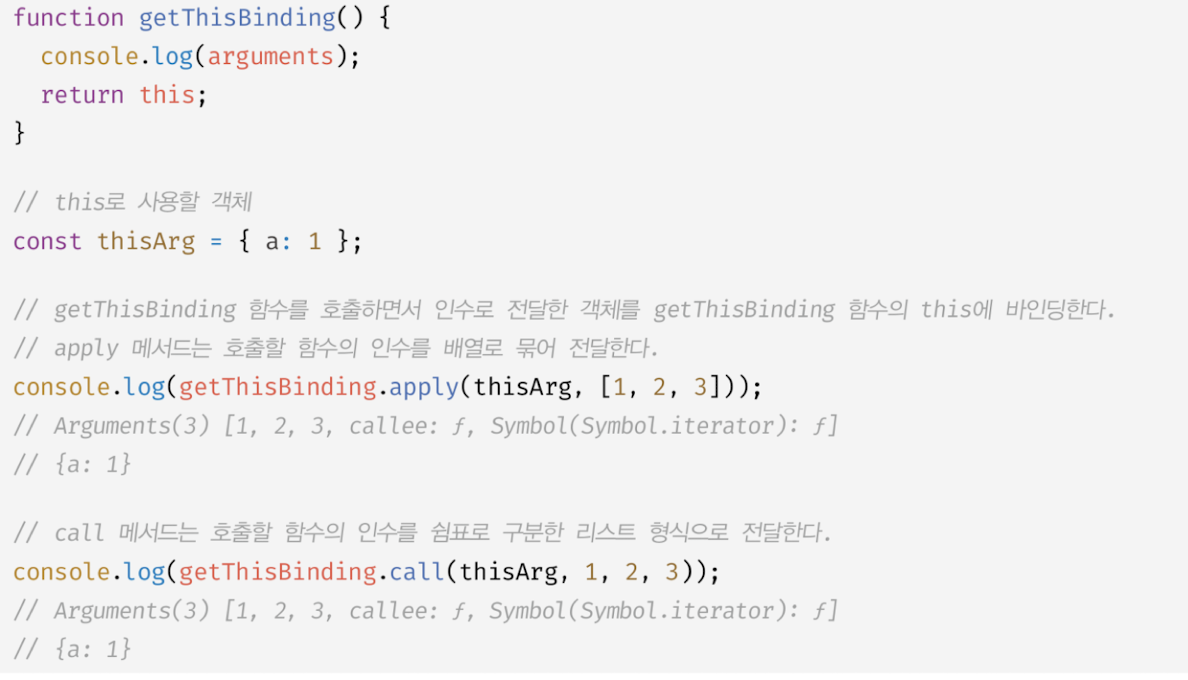 function getThisBinding() {
  console.log(arguments);
  return this;
}
// this로 사용할 객체
const thisArg = { a: 1 };
// getThisBinding 함수를 호출하면서 인수로 전달한 객체를 getThisBinding 함수의 this에 바인딩한다.
// apply 메서드는 호출할 함수의 인수를 배열로 묶어 전달한다.
console.log(getThisBinding.apply(thisArg, [1, 2, 3]));
// Arguments(3) [1, 2, 3, callee: ƒ, Symbol(Symbol.iterator): ƒ]
// {a: 1}
// call 메서드는 호출할 함수의 인수를 쉼표로 구분한 리스트 형식으로 전달한다.
console.log(getThisBinding.call(thisArg, 1, 2, 3));
// Arguments(3) [1, 2, 3, callee: ƒ, Symbol(Symbol.iterator): ƒ]
// {a: 1}